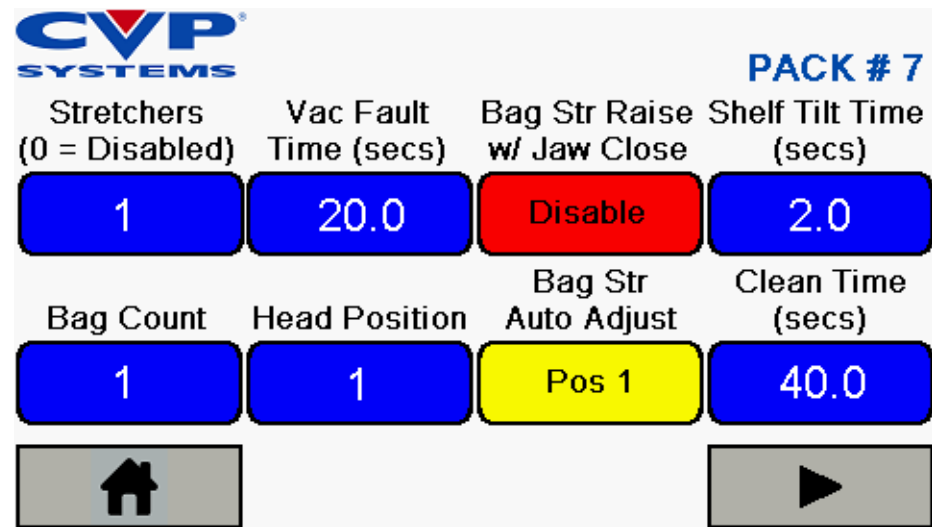 CVP®
SYSTEMS
PACK # 7
Stretchers
(0 = Disabled)
1
Vac Fault
Time (secs)
20.0
Bag Str Raise
w/ Jaw Close
Disable
Shelf Tilt Time
(secs)
2.0
Bag Count
1
Head Position
1
Bag Str
Auto Adjust
Pos 1
Clean Time
(secs)
40.0